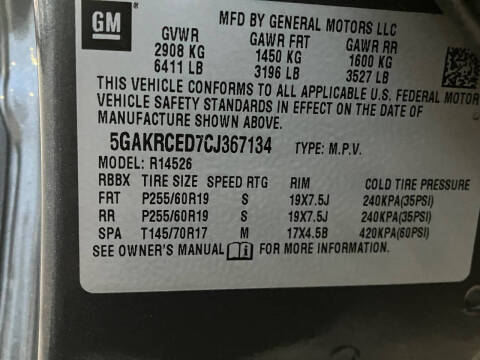 GM
MFD BY GENERAL MOTORS LLC
GVWR GAWR FRT GAWR RR
2908 KG 1450 KG 1600 KG
6411 LB 3196 LB 3527 LB
THIS VEHICLE CONFORMS TO ALL APPLICABLE U.S. FEDERAL MOTOR
VEHICLE SAFETY STANDARDS IN EFFECT ON THE DATE OF
MANUFACTURE SHOWN ABOVE.
5GAKRCED7CJ367134 TYPE: M.P.V.
MODEL: R14526
RBBX TIRE SIZE SPEED RTG RIM COLD TIRE PRESSURE
FRT P255/60R19 S 19X7.5J 240KPA(35PSI)
RR P255/60R19 S 19X7.5J 240KPA(35PSI)
SPA T145/70R17 M 17X4.5B 420KPA(60PSI)
SEE OWNER'S MANUAL FOR MORE INFORMATION.